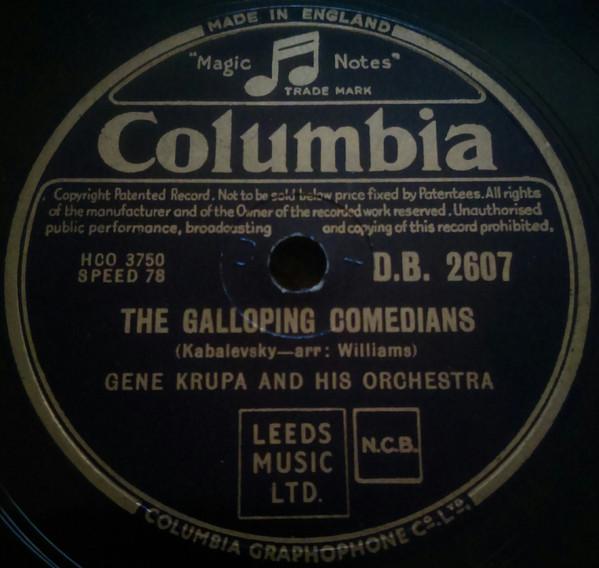 MADE IN ENGLAND
"Magic Notes"
TRADE MARK
Columbia
Copyright Patented Record. Not to be sold below price fixed by Patentees. All rights
of the manufacturer and of the Owner of the recorded work reserved. Unauthorised
public performance, broadcasting and copying of this record prohibited.
HCO 3750
SPEED 78
D.B. 2607
THE GALLOPING COMEDIANS
(Kabalevsky—arr: Williams)
GENE KRUPA AND HIS ORCHESTRA
LEEDS
MUSIC
LTD.
N.C.B.
COLUMBIA GRAPHOPHONE Co. LTD.